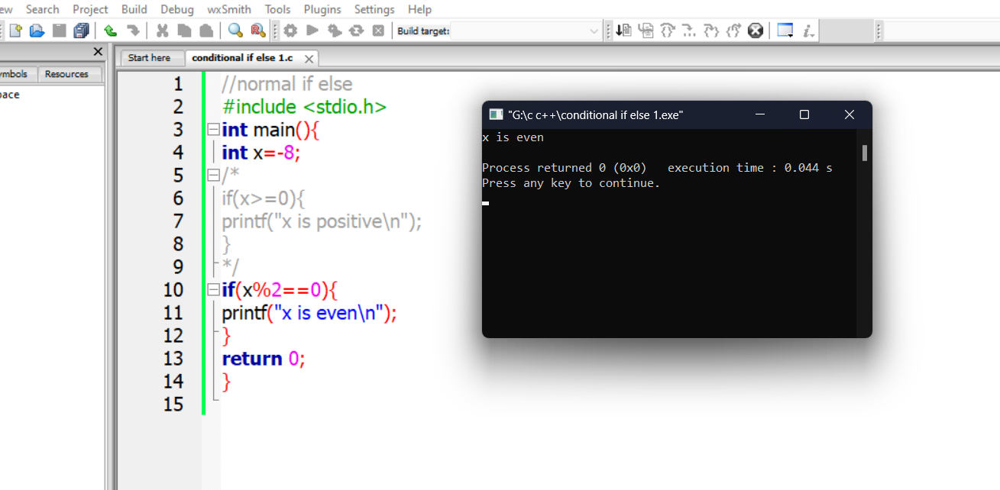 Search Project Build Debug wxSmith Tools Plugins Settings Help
Build target:
Start here
conditional if else 1.c
Resources
1 //normal if else
2 #include <stdio.h>
3 int main(){
4 int x=-8;
5 /*
6 if(x>=0){
7 printf("x is positive\n");
8 }
9 */
10 if(x%2==0){
11 printf("x is even\n");
12 }
13 return 0;
14 }
15
"G:\c c++\conditional if else 1.exe"
x is even
Process returned 0 (0x0)   execution time : 0.044 s
Press any key to continue.